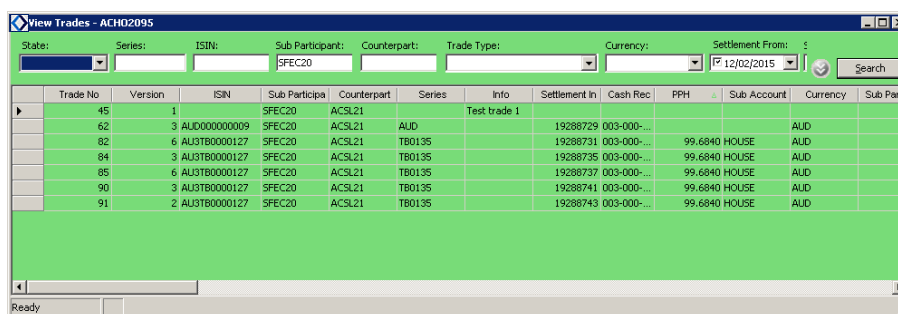 View Trades - ACHO2095
State: Series: ISIN: Sub Participant: Counterpart: Trade Type: Currency: Settlement From:
SFEC20 12/02/2015 Search
Trade No Version ISIN Sub Participa Counterpart Series Info Settlement In Cash Rec PPH Sub Account Currency Sub Par
45 1 SFEC20 ACSL21 Test trade 1
62 3 AUD000000009 SFEC20 ACSL21 AUD 19288729 003-000-... AUD
82 6 AU3TB0000127 SFEC20 ACSL21 TB0135 19288731 003-000-... 99.6840 HOUSE AUD
84 3 AU3TB0000127 SFEC20 ACSL21 TB0135 19288735 003-000-... 99.6840 HOUSE AUD
85 6 AU3TB0000127 SFEC20 ACSL21 TB0135 19288737 003-000-... 99.6840 HOUSE AUD
90 3 AU3TB0000127 SFEC20 ACSL21 TB0135 19288741 003-000-... 99.6840 HOUSE AUD
91 2 AU3TB0000127 SFEC20 ACSL21 TB0135 19288743 003-000-... 99.6840 HOUSE AUD
Ready